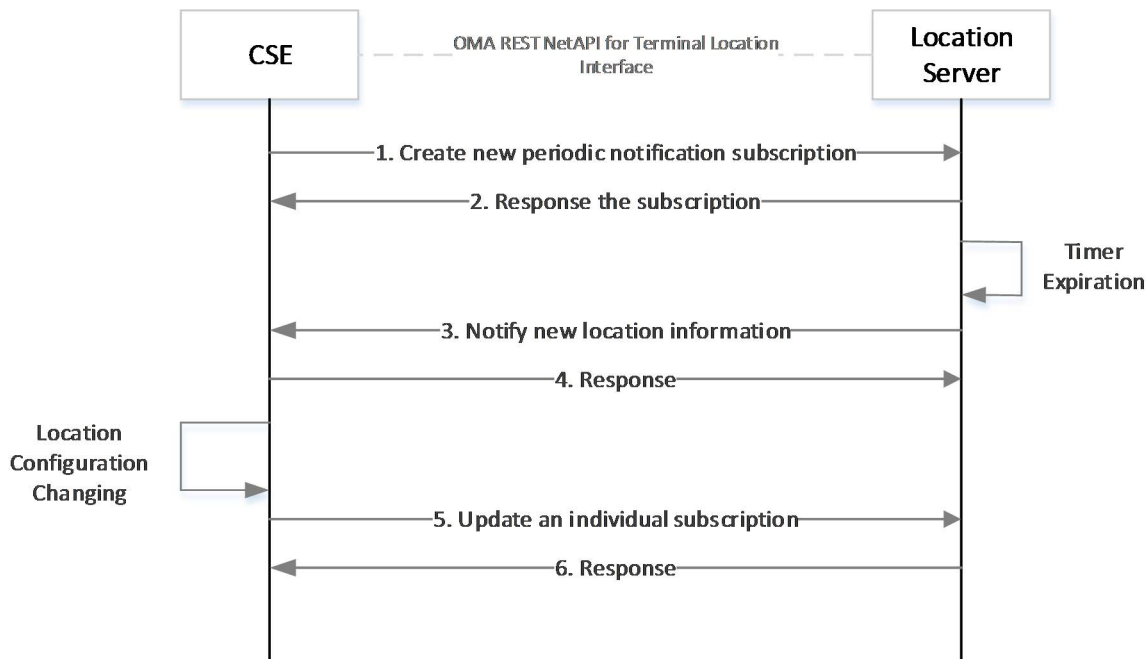 CSE
OMA REST NetAPI for Terminal Location
Interface
Location
Server
1. Create new periodic notification subscription
2. Response the subscription
Timer
Expiration
3. Notify new location information
4. Response
Location
Configuration
Changing
5. Update an individual subscription
6. Response